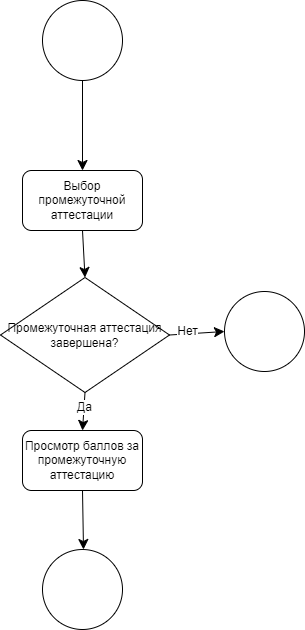 Выбор
промежуточной
аттестации
Промежуточная аттестация
завершена?
Нет
Да
Просмотр баллов за
промежуточную
аттестацию